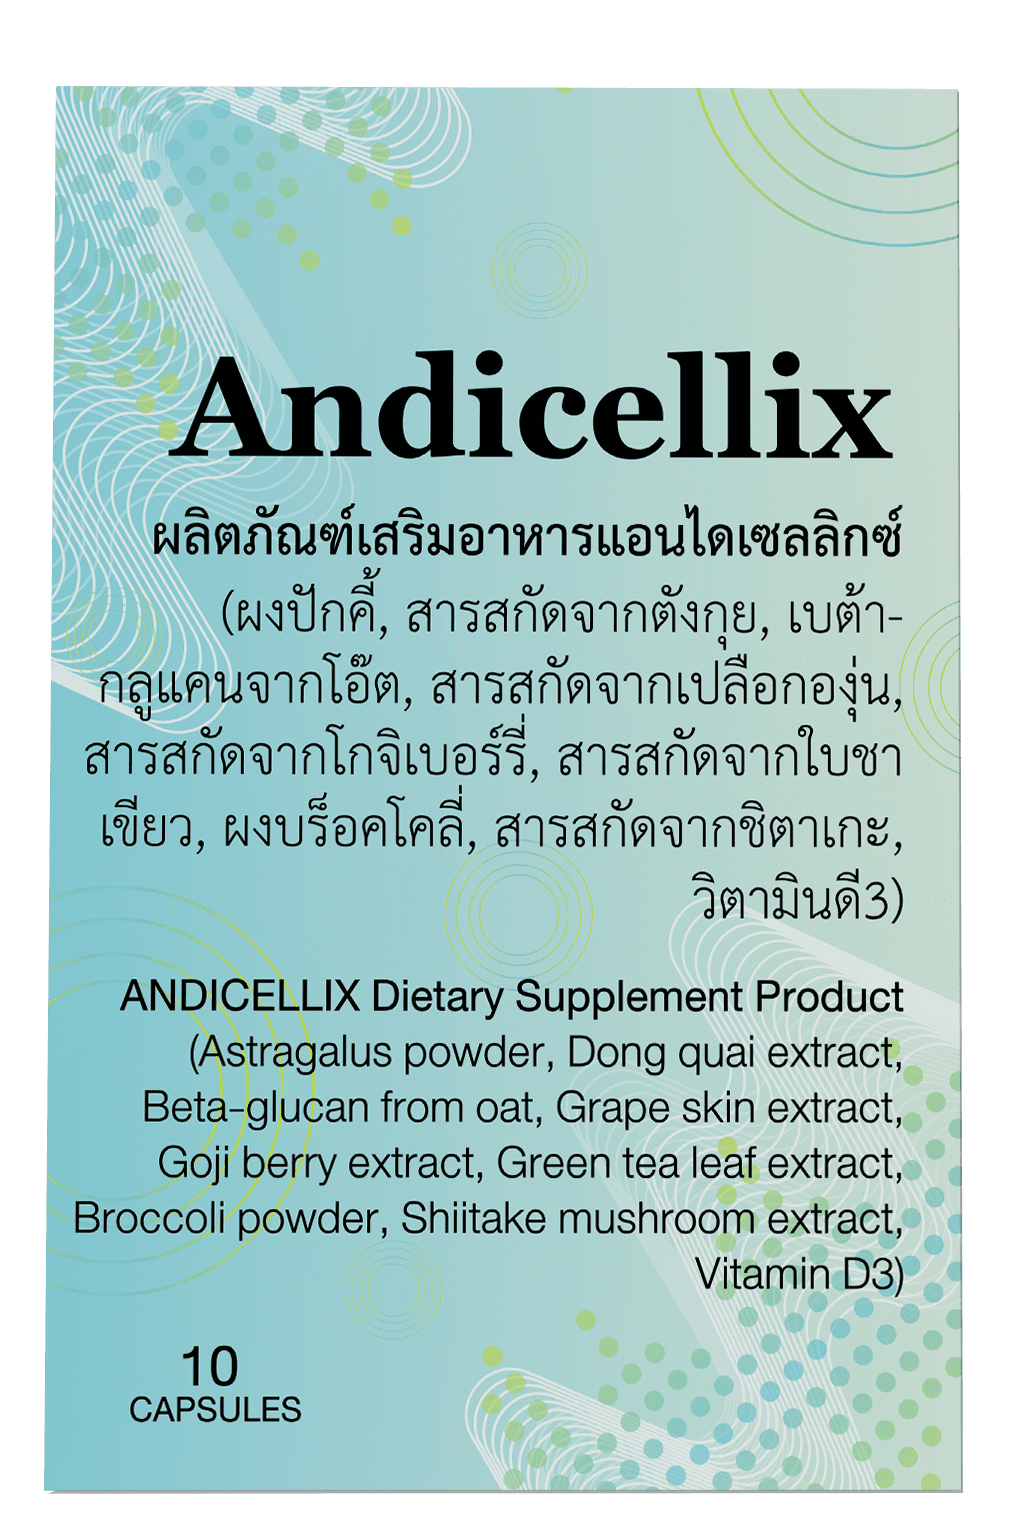 Andicellix
ผลิตภัณฑ์เสริมอาหารแอนไดเซลลิกซ์
(ผงปักคี้, สารสกัดจากตังกุย, เบต้า-
กลูแคนจากโอ๊ต, สารสกัดจากเปลือกองุ่น,
สารสกัดจากโกจิเบอร์รี่, สารสกัดจากใบชา
เขียว, ผงบร็อคโคลี่, สารสกัดจากชิตาเกะ,
วิตามินดี3)
ANDICELLIX Dietary Supplement Product
(Astragalus powder, Dong quai extract,
Beta-glucan from oat, Grape skin extract,
Goji berry extract, Green tea leaf extract,
Broccoli powder, Shiitake mushroom extract,
Vitamin D3)
10
CAPSULES